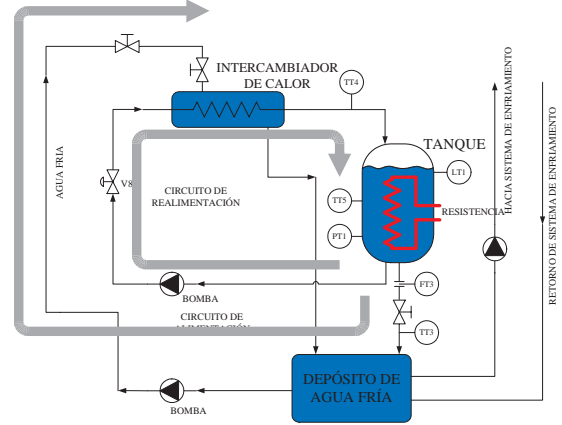 INTERCAMBIADOR
DE CALOR
TT4
TANQUE
LT1
AGUA FRIA
V8
CIRCUITO DE
REALIMENTACIÓN
TT5
RESISTENCIA
PT1
HACIA SISTEMA DE ENFRIAMIENTO
RETORNO DE SISTEMA DE ENFRIAMIENTO
FT3
BOMBA
CIRCUITO DE
ALIMENTACIÓN
TT3
DEPÓSITO DE
AGUA FRÍA
BOMBA